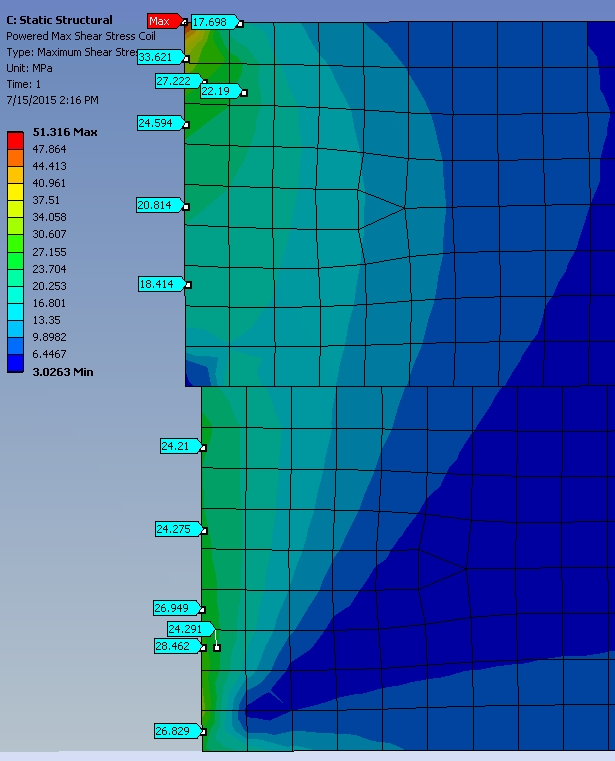 C: Static Structural
Powered Max Shear Stress Coil
Type: Maximum Shear Stres
Unit: MPa
Time: 1
7/15/2015 2:16 PM
51.316 Max
47.864
44.413
40.961
37.51
34.058
30.607
27.155
23.704
20.253
16.801
13.35
9.8982
6.4467
3.0263 Min
Max
17.698
33.621
27.222
22.19
24.594
20.814
18.414
24.21
24.275
26.949
24.291
28.462
26.829